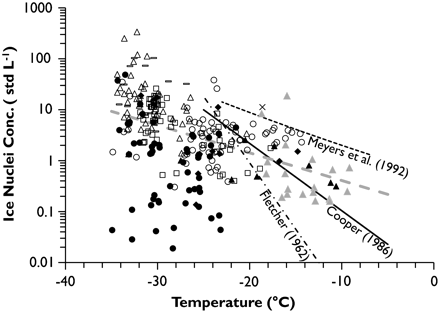 Ice Nuclei Conc. ( std L-1)
1000
100
10
1
0.1
0.01
-40
-30
-20
-10
0
Temperature (°C)
Meyers et al. (1992)
Cooper (1986)
Fletcher (1962)